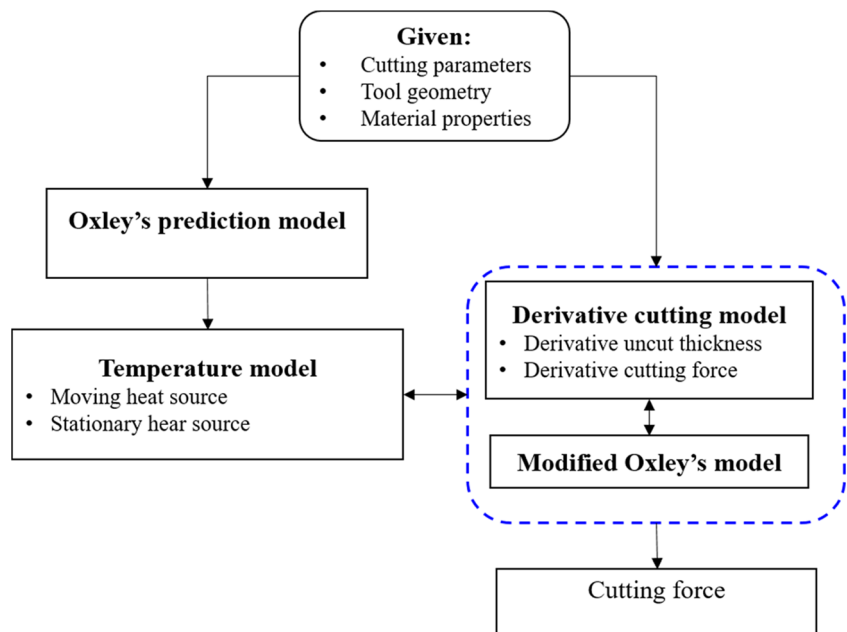 Given:
• Cutting parameters
• Tool geometry
• Material properties
Oxley’s prediction model
Derivative cutting model
• Derivative uncut thickness
• Derivative cutting force
Temperature model
• Moving heat source
• Stationary hear source
Modified Oxley’s model
Cutting force